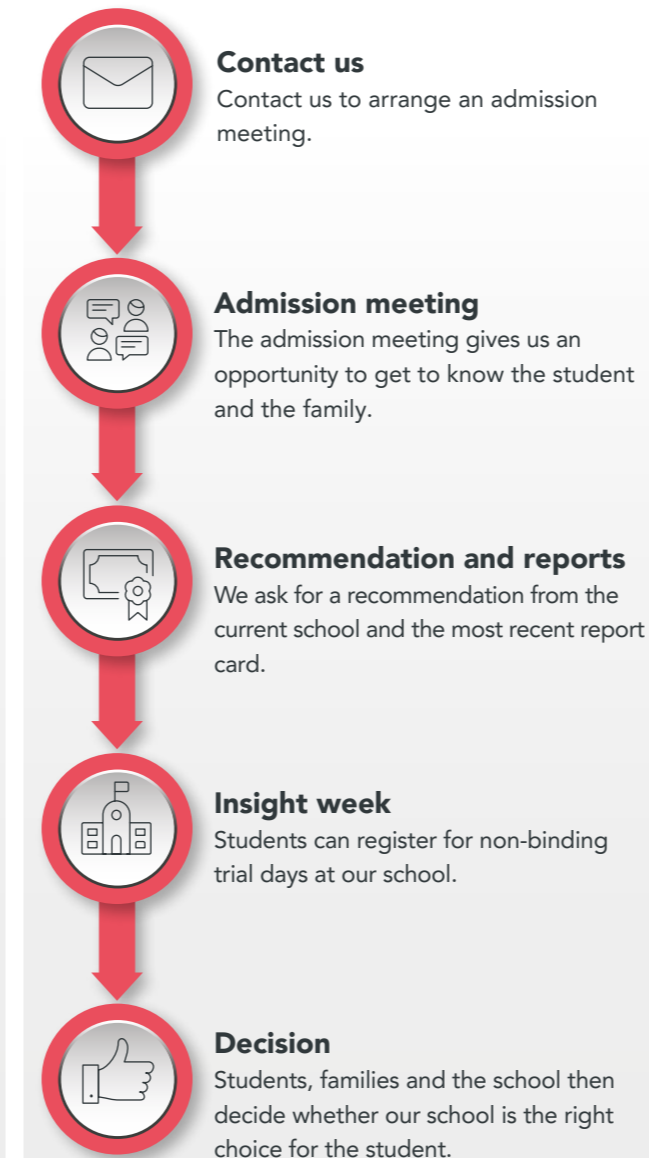 Contact us
Contact us to arrange an admission
meeting.
Admission meeting
The admission meeting gives us an
opportunity to get to know the student
and the family.
Recommendation and reports
We ask for a recommendation from the
current school and the most recent report
card.
Insight week
Students can register for non-binding
trial days at our school.
Decision
Students, families and the school then
decide whether our school is the right
choice for the student.